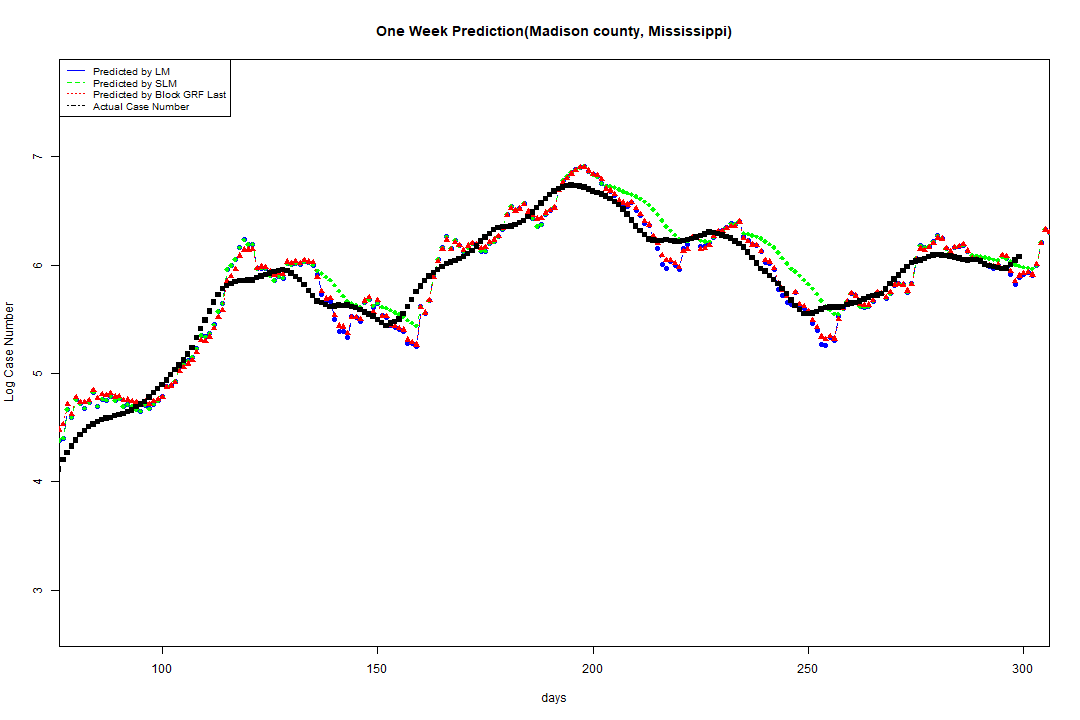 One Week Prediction(Madison county, Mississippi)
Predicted by LM
Predicted by SLM
Predicted by Block GRF Last
Actual Case Number
7
6
5
4
3
Log Case Number
100 150 200 250 300
days